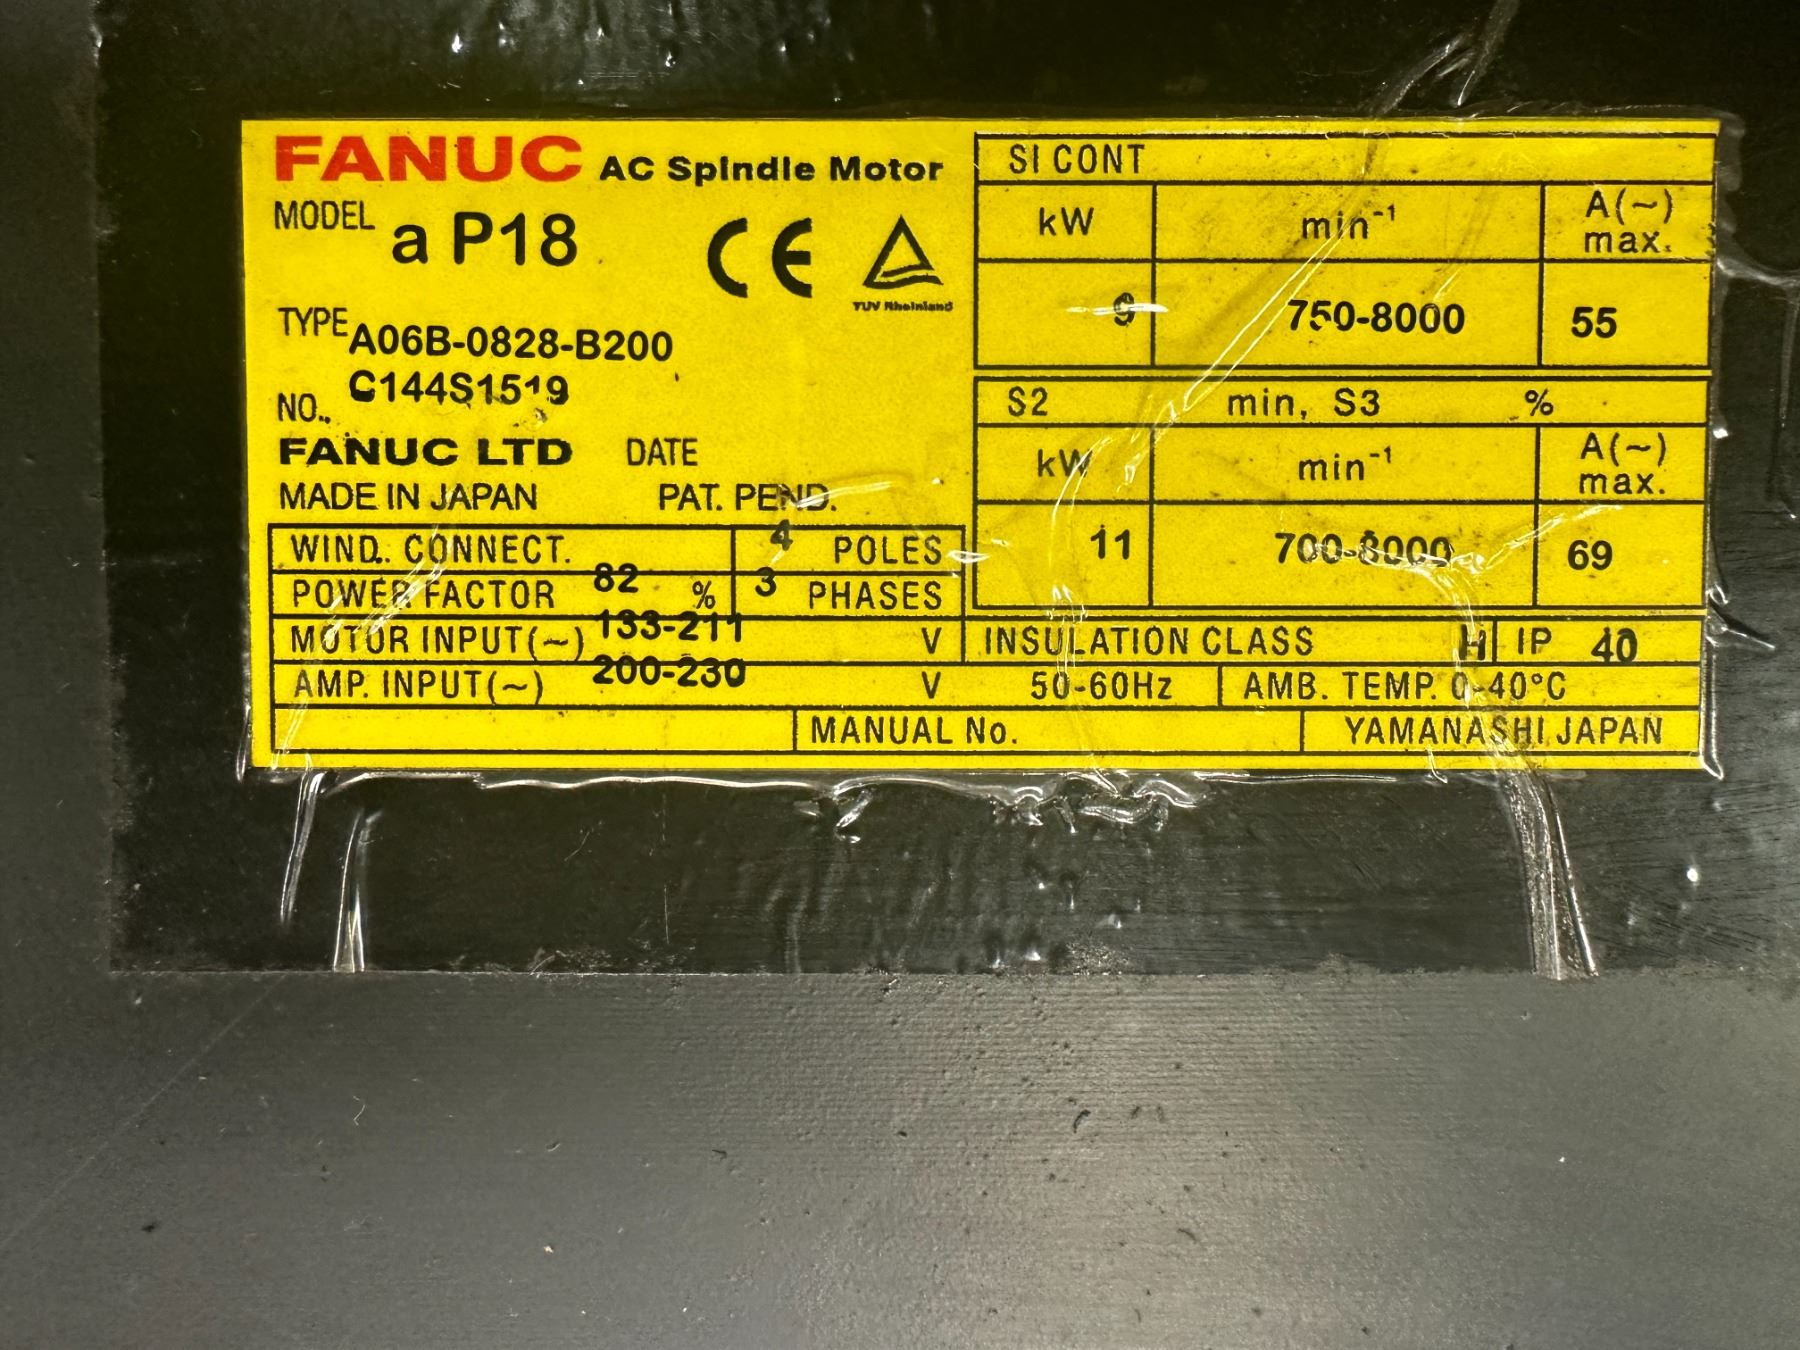 FANUC AC Spindle Motor
MODEL a P18
CE
TUV Rheinland
TYPE A06B-0828-B200
NO. C144S1519
FANUC LTD DATE
MADE IN JAPAN PAT. PEND.
WIND. CONNECT. 4 POLES
POWER FACTOR 82 % 3 PHASES
MOTOR INPUT(~) 133-211 V
AMP. INPUT(~) 200-230 V 50-60Hz AMB. TEMP. 0-40°C
SI CONT
kW min⁻¹ A(~) max.
9 750-8000 55
S2 min, S3 %
kW min⁻¹ A(~) max.
11 700-8000 69
INSULATION CLASS H IP 40
MANUAL No. YAMANASHI JAPAN